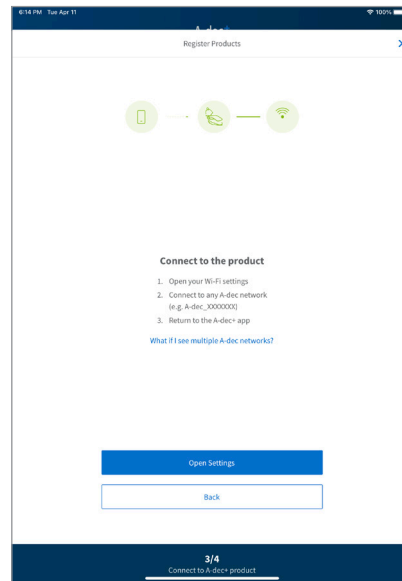 6:14 PM Tue Apr 11
100%
A-dec+
Register Products
Connect to the product
1. Open your Wi-Fi settings
2. Connect to any A-dec network
(e.g. A-dec_XXXXXXX)
3. Return to the A-dec+ app
What if I see multiple A-dec networks?
Open Settings
Back
3/4
Connect to A-dec+ product